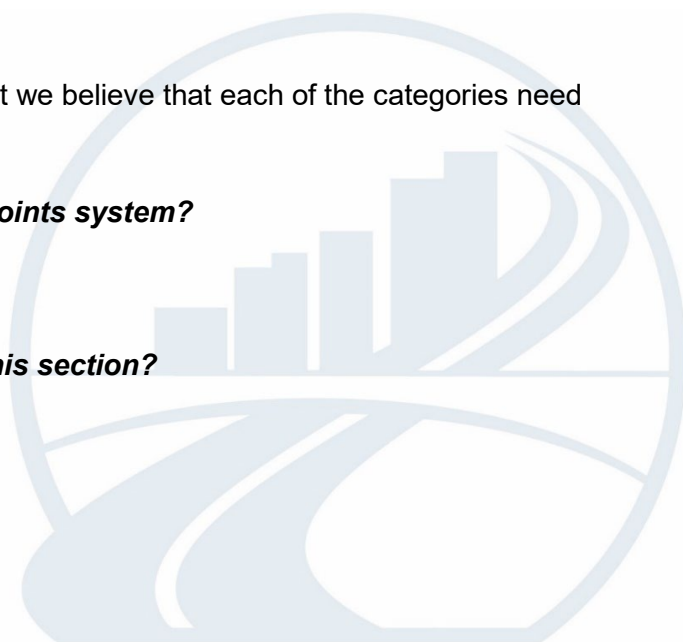 t we believe that each of the categories need
oints system?
his section?